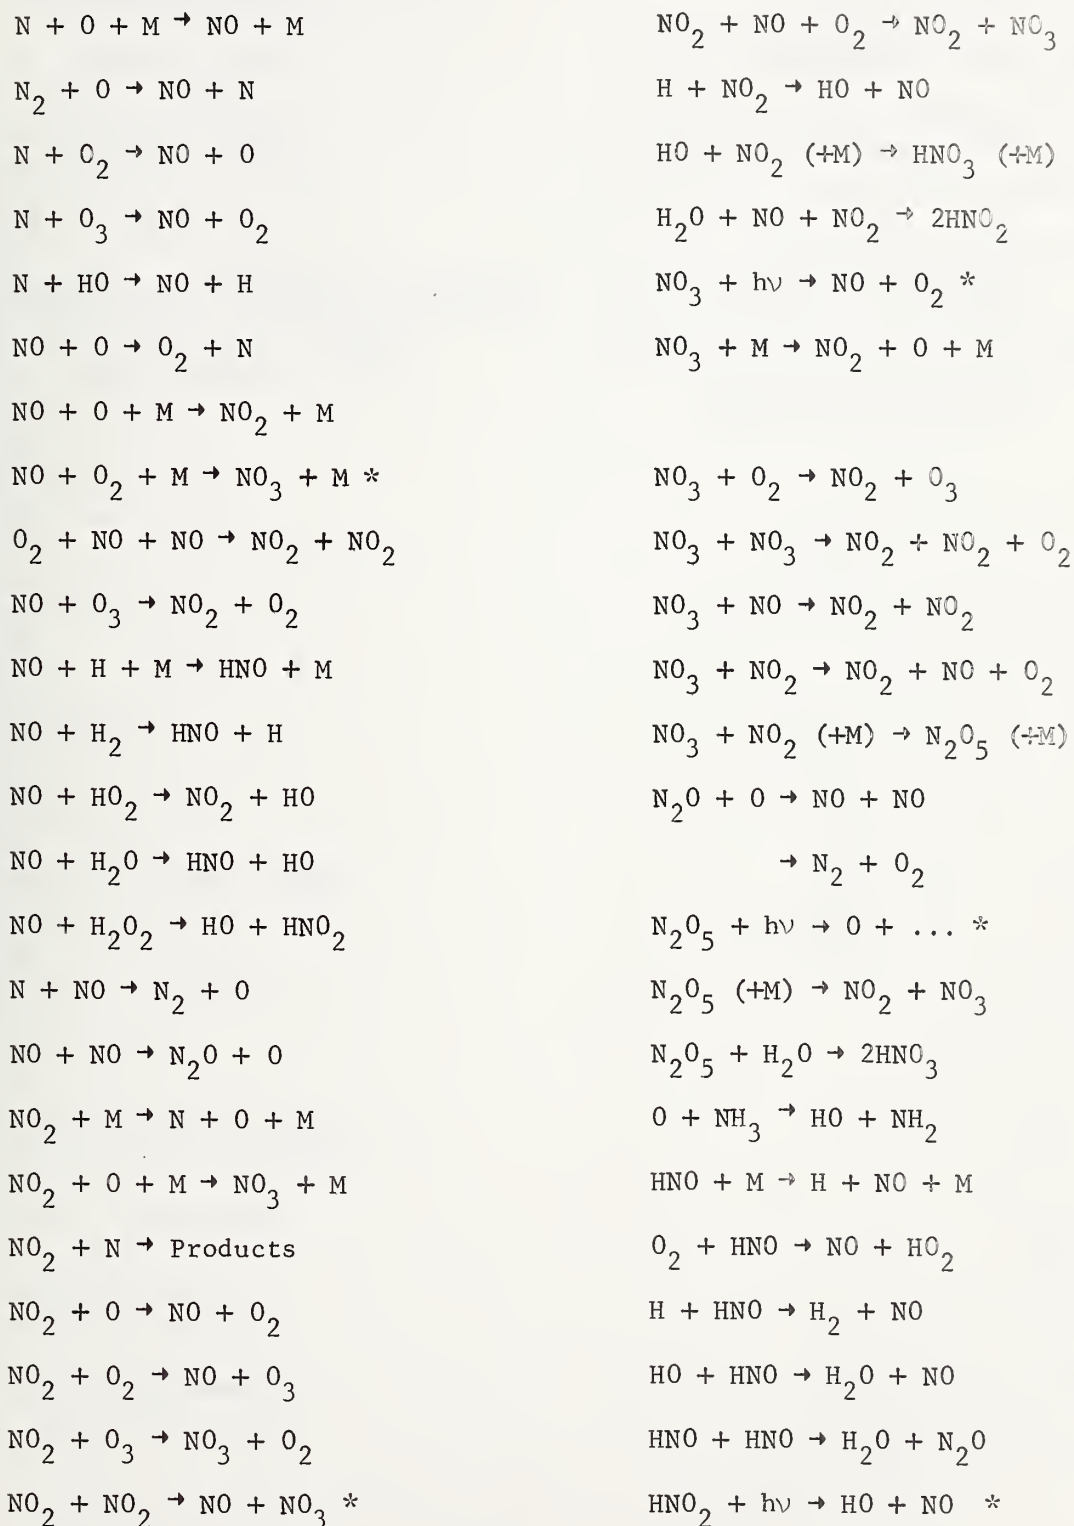 N + O + M → NO + M
N₂ + O → NO + N
N + O₂ → NO + O
N + O₃ → NO + O₂
N + HO → NO + H
NO + O → O₂ + N
NO + O + M → NO₂ + M
NO + O₂ + M → NO₃ + M *
O₂ + NO + NO → NO₂ + NO₂
NO + O₃ → NO₂ + O₂
NO + H + M → HNO + M
NO + H₂ → HNO + H
NO + HO₂ → NO₂ + HO
NO + H₂O → HNO + HO
NO + H₂O₂ → HO + HNO₂
N + NO → N₂ + O
NO + NO → N₂O + O
NO₂ + M → N + O + M
NO₂ + O + M → NO₃ + M
NO₂ + N → Products
NO₂ + O → NO + O₂
NO₂ + O₂ → NO + O₃
NO₂ + O₃ → NO₃ + O₂
NO₂ + NO₂ → NO + NO₃ *
NO₂ + NO + O₂ → NO₂ + NO₃
H + NO₂ → HO + NO
HO + NO₂ (+M) → HNO₃ (+M)
H₂O + NO + NO₂ → 2HNO₂
NO₃ + hν → NO + O₂ *
NO₃ + M → NO₂ + O + M
NO₃ + O₂ → NO₂ + O₃
NO₃ + NO₃ → NO₂ + NO₂ + O₂
NO₃ + NO → NO₂ + NO₂
NO₃ + NO₂ → NO₂ + NO + O₂
NO₃ + NO₂ (+M) → N₂O₅ (+M)
N₂O + O → NO + NO
→ N₂ + O₂
N₂O₅ + hν → O + ... *
N₂O₅ (+M) → NO₂ + NO₃
N₂O₅ + H₂O → 2HNO₃
O + NH₃ → HO + NH₂
HNO + M → H + NO + M
O₂ + HNO → NO + HO₂
H + HNO → H₂ + NO
HO + HNO → H₂O + NO
HNO + HNO → H₂O + N₂O
HNO₂ + hν → HO + NO *